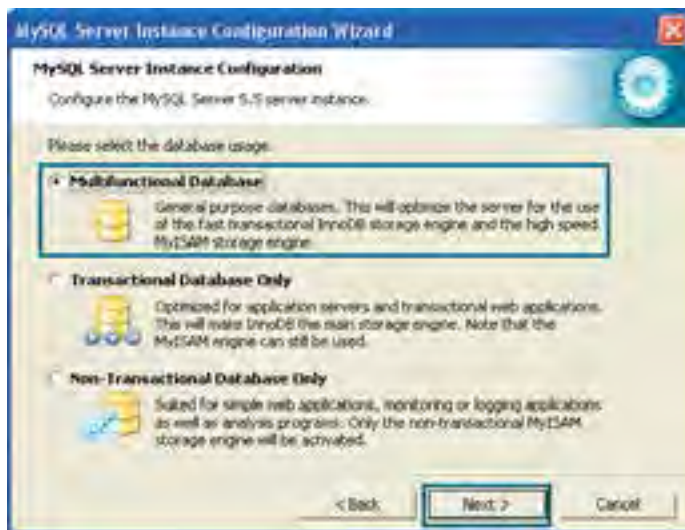 MySQL Server Instance Configuration Wizard
MySQL Server Instance Configuration
Configure the MySQL Server 5.5 server instance.
Please select the database usage.
Multifunctional Database
General purpose databases. This will optimize the server for the use
of the fast transactional InnoDB storage engine and the high speed
MyISAM storage engine.
Transactional Database Only
Optimized for application servers and transactional web applications.
This will make InnoDB the main storage engine. Note that the
MyISAM engine can still be used.
Non-Transactional Database Only
Suited for simple web applications, monitoring or logging applications
as well as analysis programs. Only the non-transactional MyISAM
storage engine will be activated.
< Back
Next >
Cancel